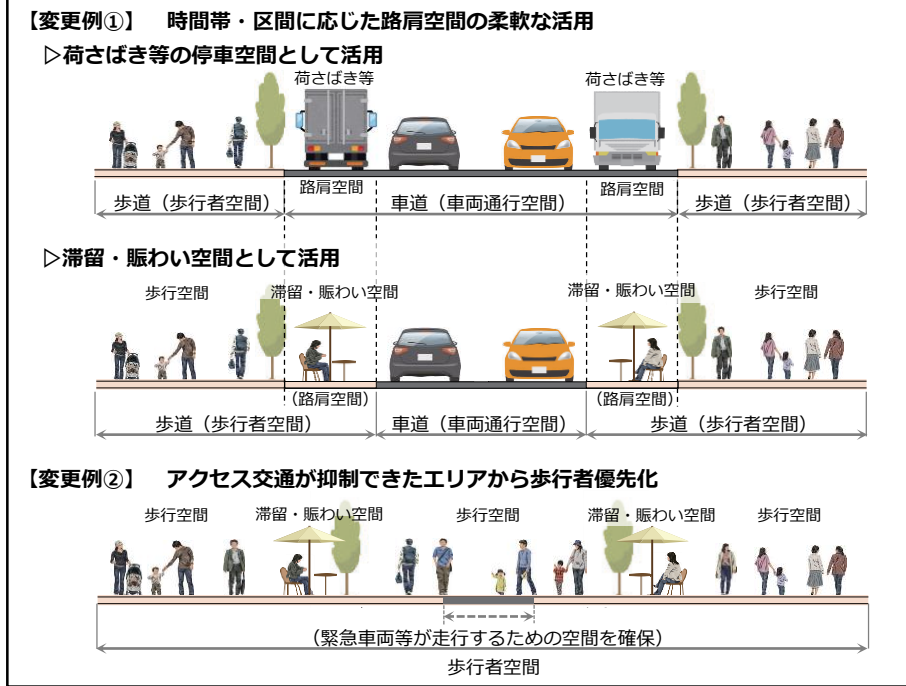 【変更例①】 時間帯・区間に応じた路肩空間の柔軟な活用
▷荷さばき等の停車空間として活用
荷さばき等 荷さばき等
路肩空間 路肩空間
歩道（歩行者空間） 車道（車両通行空間） 歩道（歩行者空間）
▷滞留・賑わい空間として活用
歩行空間 滞留・賑わい空間 滞留・賑わい空間 歩行空間
（路肩空間） （路肩空間）
歩道（歩行者空間） 車道（車両通行空間） 歩道（歩行者空間）
【変更例②】 アクセス交通が抑制できたエリアから歩行者優先化
歩行空間 滞留・賑わい空間 歩行空間 滞留・賑わい空間 歩行空間
（緊急車両等が走行するための空間を確保）
歩行者空間